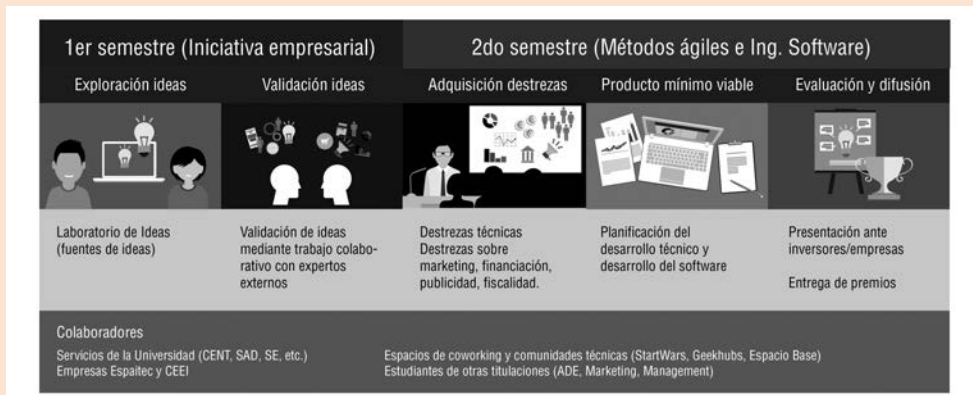 1er semestre (Iniciativa empresarial)
2do semestre (Métodos ágiles e Ing. Software)
Exploración ideas
Validación ideas
Adquisición destrezas
Producto mínimo viable
Evaluación y difusión
Laboratorio de Ideas
(fuentes de ideas)
Validación de ideas
mediante trabajo colabo-
rativo con expertos
externos
Destrezas técnicas
Destrezas sobre
marketing, financiación,
publicidad, fiscalidad.
Planificación del
desarrollo técnico y
desarrollo del software
Presentación ante
inversores/empresas
Entrega de premios
Colaboradores
Servicios de la Universidad (CENT, SAD, SE, etc.)
Empresas Espaitec y CEEI
Espacios de coworking y comunidades técnicas (StartWars, Geekhubs, Espacio Base)
Estudiantes de otras titulaciones (ADE, Marketing, Management)